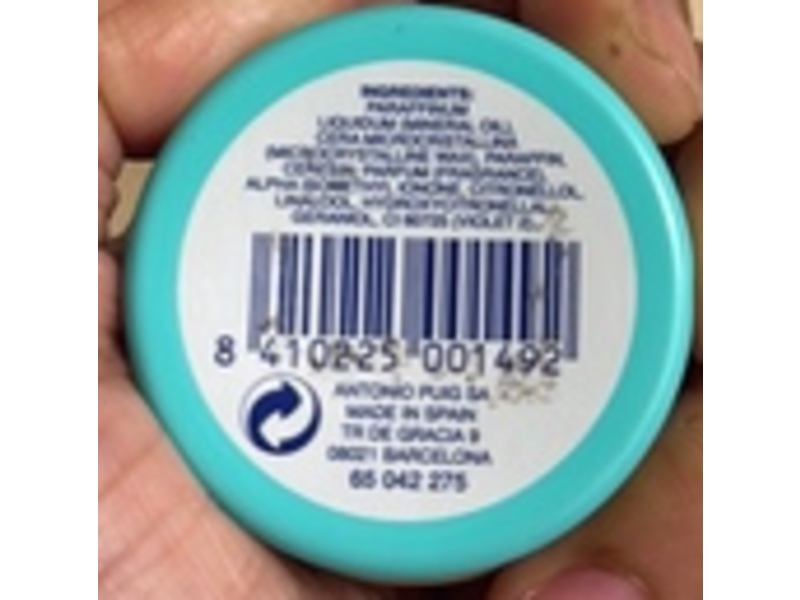 INGREDIENTS:
PARAFFINUM
LIQUIDUM (MINERAL OIL),
CERA MICROCRISTALLINA
(MICROCRYSTALLINE WAX), PARAFFIN,
CERESIN, PARFUM (FRAGRANCE),
ALPHA ISOMETHYL IONONE, CITRONELLOL,
LINALOOL, HYDROXYCITRONELLAL,
GERANIOL, CI 60725 (VIOLET 2).
8 410225 001492
ANTONIO PUIG SA
MADE IN SPAIN
TR DE GRACIA 9
08021 BARCELONA
65 042 275